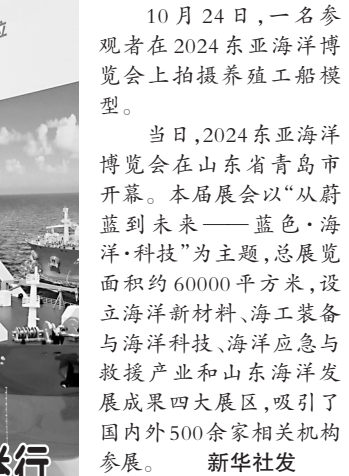 10月24日，一名参
观者在2024东亚海洋博
览会上拍摄养殖工船模
型。
当日，2024东亚海洋
博览会在山东省青岛市
开幕。本届展会以“从蔚
蓝到未来——蓝色·海
洋·科技”为主题，总展览
面积约60000平方米，设
立海洋新材料、海工装备
与海洋科技、海洋应急与
救援产业和山东海洋发
展成果四大展区，吸引了
国内外500余家相关机构
参展。 新华社发
行